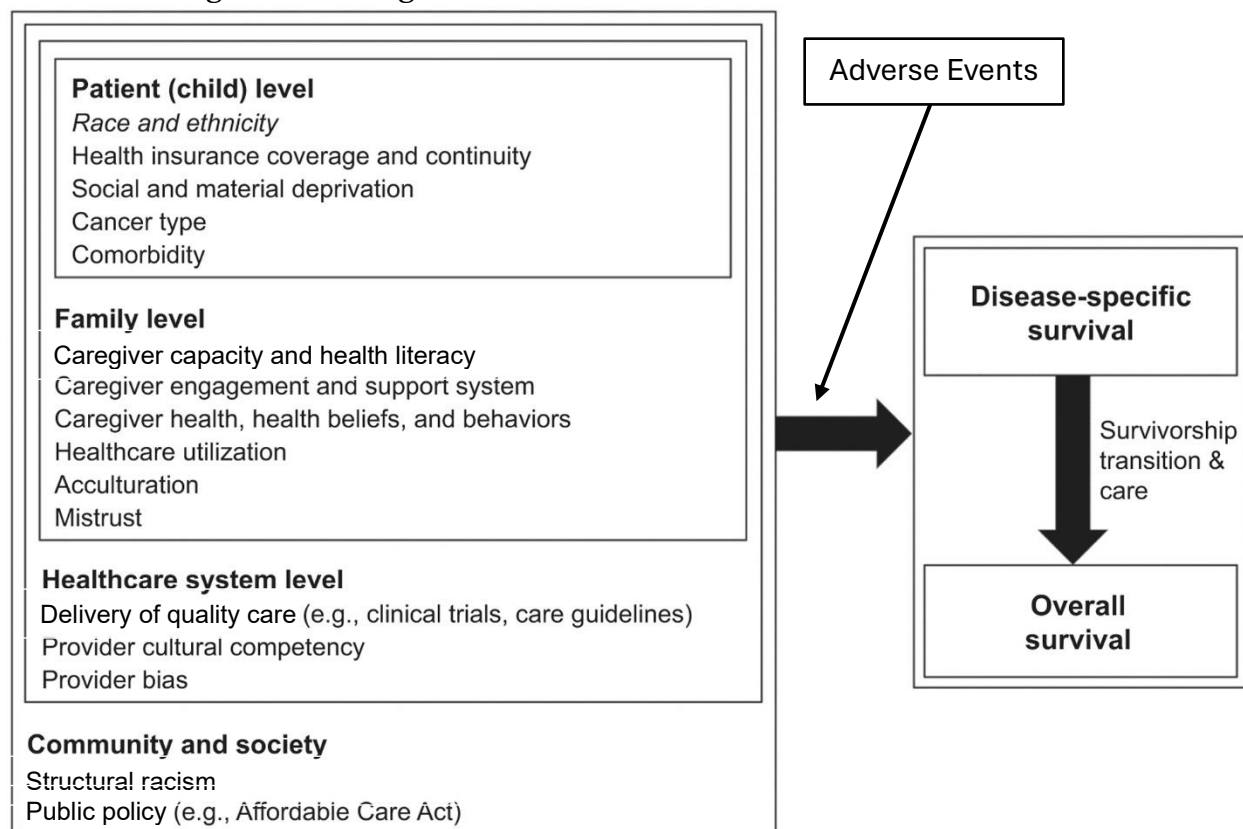 Patient (child) level
Race and ethnicity
Health insurance coverage and continuity
Social and material deprivation
Cancer type
Comorbidity
Family level
Caregiver capacity and health literacy
Caregiver engagement and support system
Caregiver health, health beliefs, and behaviors
Healthcare utilization
Acculturation
Mistrust
Healthcare system level
Delivery of quality care (e.g., clinical trials, care guidelines)
Provider cultural competency
Provider bias
Community and society
Structural racism
Public policy (e.g., Affordable Care Act)
Adverse Events
Disease-specific
survival
Survivorship
transition &
care
Overall
survival